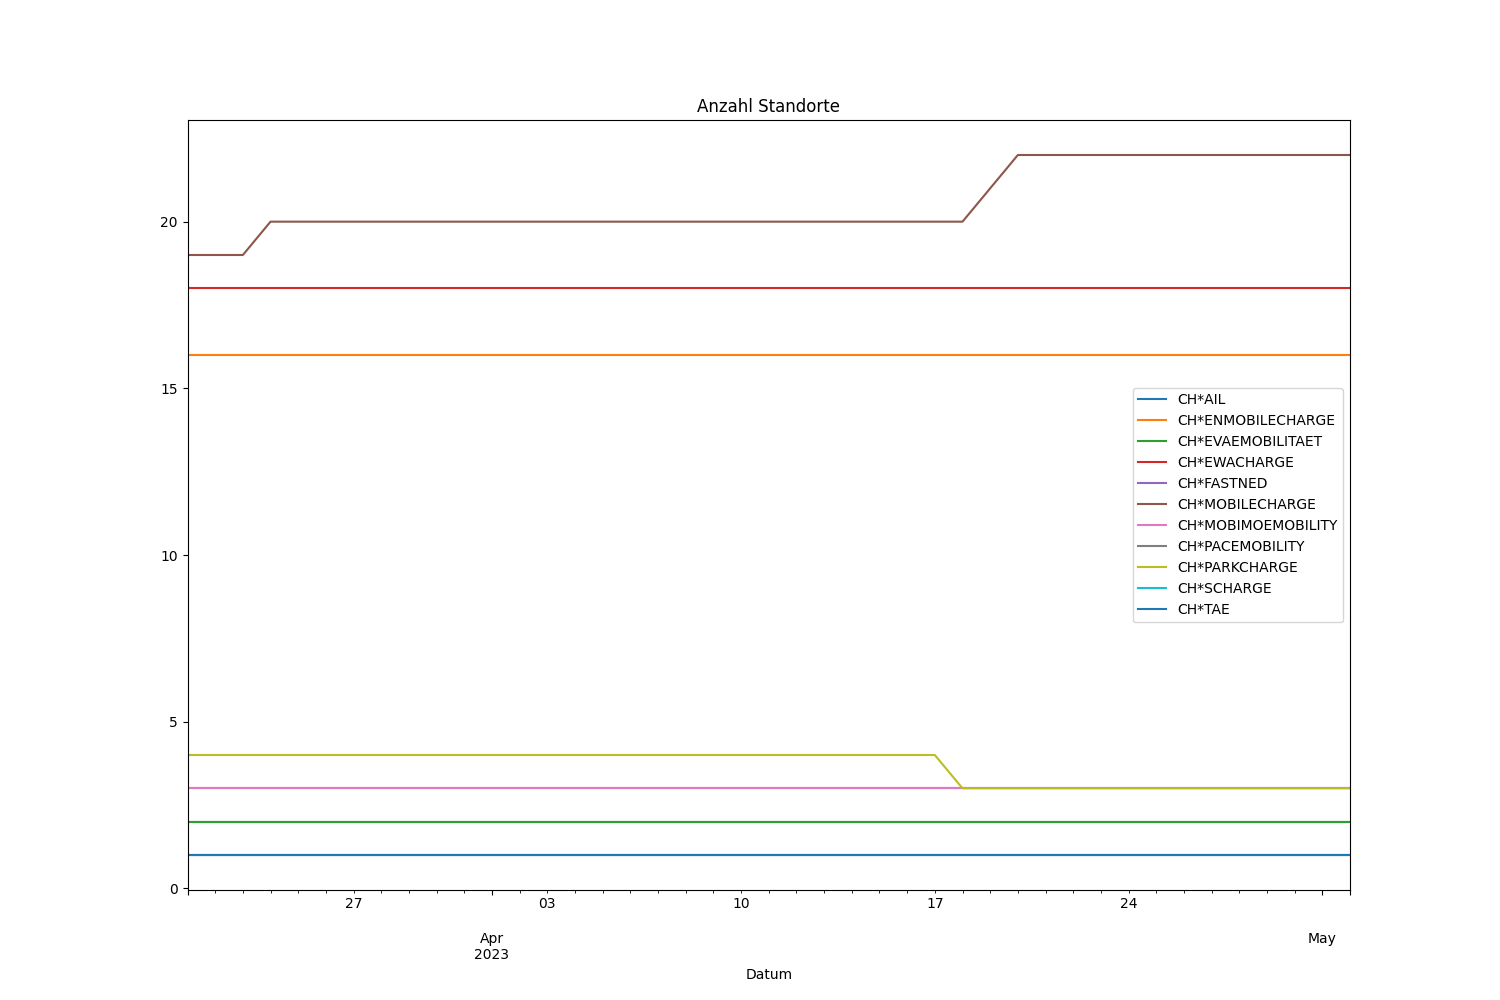 Anzahl Standorte
20
15
10
5
0
CH*AIL
CH*ENMOBILECHARGE
CH*EVAEMOBILITAET
CH*EWACHARGE
CH*FASTNED
CH*MOBILECHARGE
CH*MOBIMOEMOBILITY
CH*PACEMOBILITY
CH*PARKCHARGE
CH*SCHARGE
CH*TAE
27 03 10 17 24
Apr May
2023
Datum